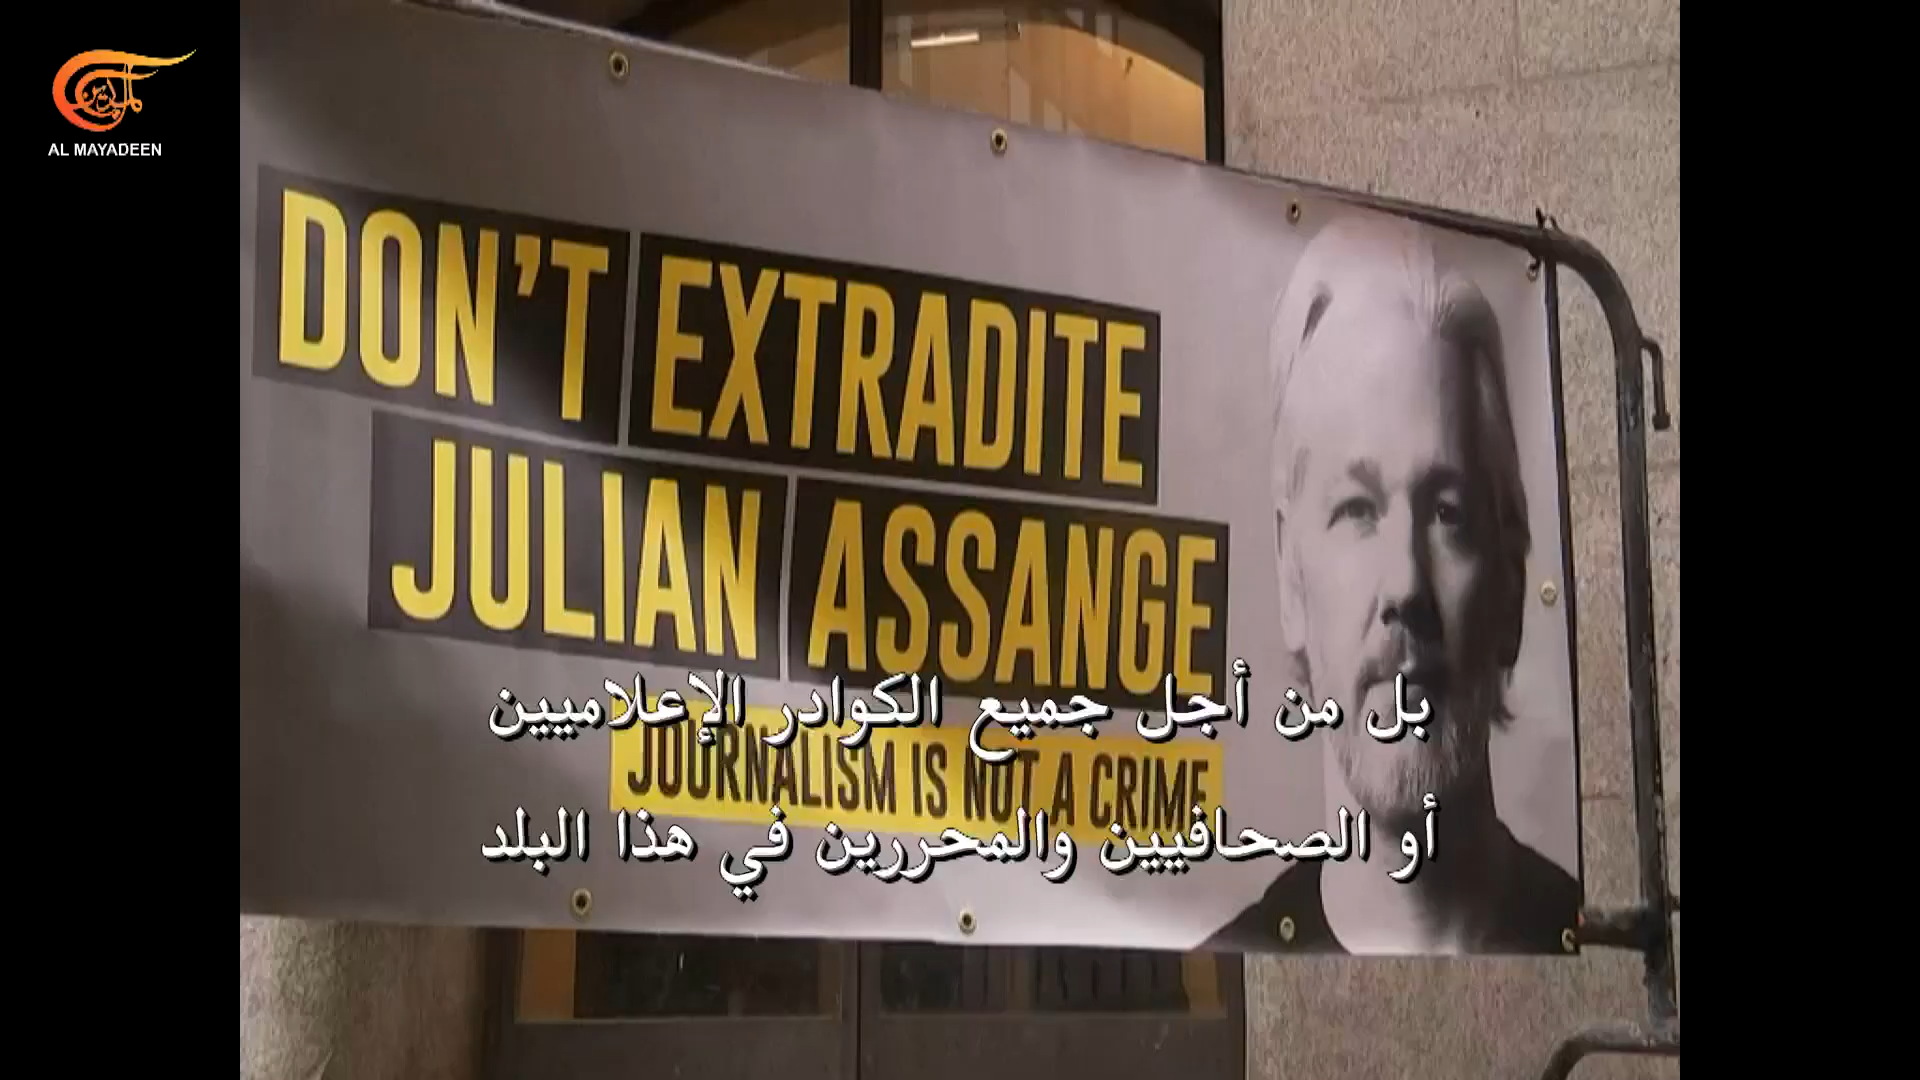 المیادین
AL MAYADEEN
DON'T EXTRADITE
JULIAN ASSANGE
JOURNALISM IS NOT A CRIME
بل من أجل جميع الكوادر الإعلاميين
أو الصحافيين والمحررين في هذا البلد